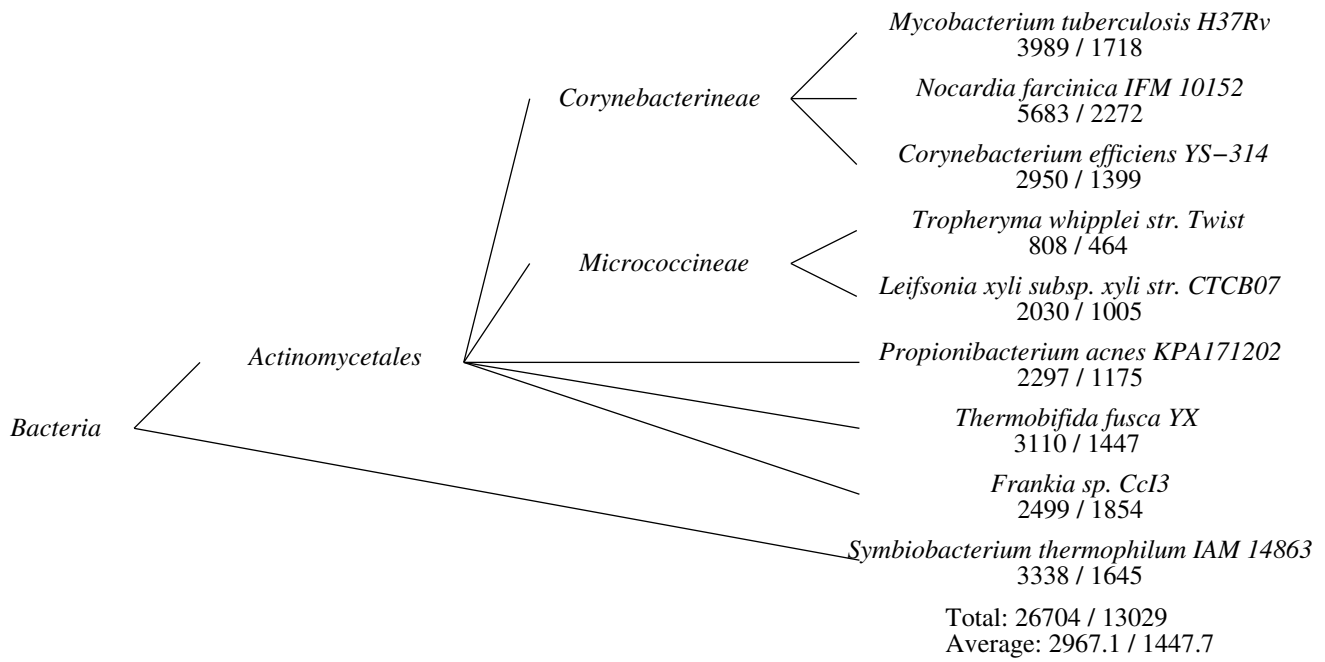 Mycobacterium tuberculosis H37Rv
3989 / 1718
Corynebacterineae
Nocardia farcinica IFM 10152
5683 / 2272
Corynebacterium efficiens YS−314
2950 / 1399
Tropheryma whipplei str. Twist
808 / 464
Micrococcineae
Leifsonia xyli subsp. xyli str. CTCB07
2030 / 1005
Actinomycetales
Propionibacterium acnes KPA171202
2297 / 1175
Bacteria
Thermobifida fusca YX
3110 / 1447
Frankia sp. CcI3
2499 / 1854
Symbiobacterium thermophilum IAM 14863
3338 / 1645
Total: 26704 / 13029
Average: 2967.1 / 1447.7